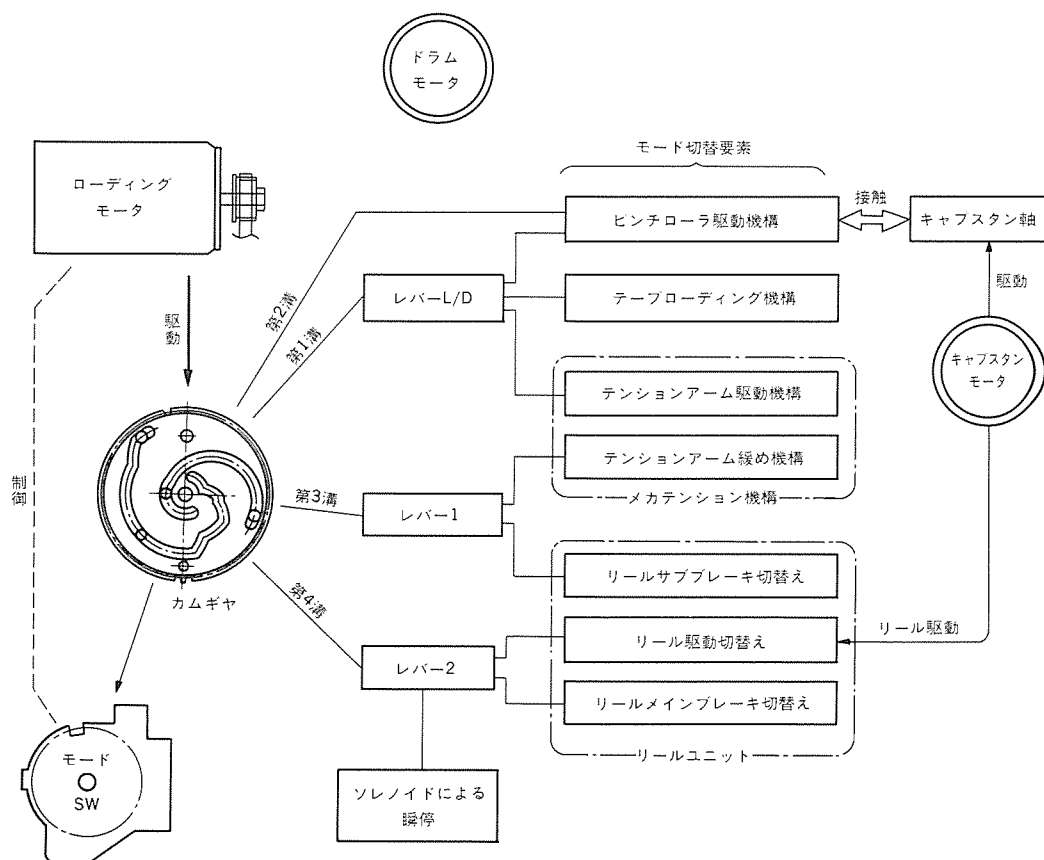 ドラム
モータ
モード切替要素
ローディング
モータ
ピンチローラ駆動機構
接触
キャプスタン軸
第2溝
第1溝
レバーL/D
テープローディング機構
駆動
駆動
キャプスタン
モータ
テンションアーム駆動機構
テンションアーム緩め機構
メカテンション機構
制御
第3溝
レバー1
リールサブブレーキ切替え
カムギヤ
第4溝
リール駆動切替え
リール駆動
レバー2
リールメインブレーキ切替え
リールユニット
モード
SW
ソレノイドによる
瞬停